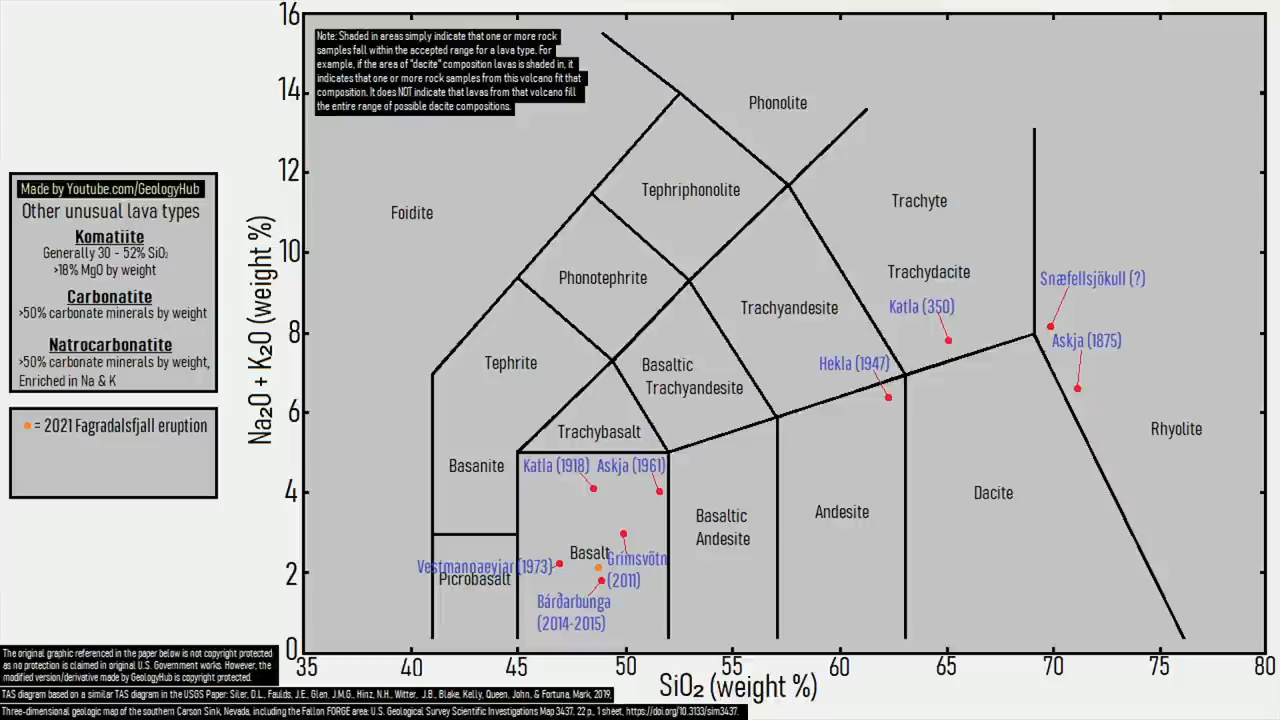 Note: Shaded in areas simply indicate that one or more rock
samples fall within the accepted range for a lava type. For
example, if the area of "dacite" composition lavas is shaded in, it
indicates that one or more rock samples from this volcano fit that
composition. It does NOT indicate that lavas from that volcano fill
the entire range of possible dacite compositions.
Made by Youtube.com/GeologyHub
Other unusual lava types
Komatiite
Generally 30 - 52% SiO₂
>18% MgO by weight
Carbonatite
>50% carbonate minerals by weight
Natrocarbonatite
>50% carbonate minerals by weight,
Enriched in Na & K
= 2021 Fagradalsfjall eruption
Na₂O + K₂O (weight %)
16
14
12
10
8
6
4
2
0
Phonolite
Tephriphonolite
Trachyte
Foidite
Phonotephrite
Trachydacite
Snæfellsjökull (?)
Trachyandesite
Katla (350)
Askja (1875)
Tephrite
Basaltic
Trachyandesite
Hekla (1947)
Trachybasalt
Rhyolite
Basanite
Katla (1918)
Askja (1961)
Dacite
Basaltic
Andesite
Andesite
Basalt
Grímsvötn
(2011)
Vestmannaeyjar (1973)
Picrobasalt
Bárðarbunga
(2014-2015)
35
40
45
50
55
60
65
70
75
80
SiO₂ (weight %)
The original graphic referenced in the paper below is not copyright protected
as no protection is claimed in original U.S. Government works. However, the
modified version/derivative made by GeologyHub is copyright protected.
TAS diagram based on a similar TAS diagram in the USGS Paper: Siler, D.L., Faulds, J.E., Glen, J.M.G., Hinz, N.H., Witter, J.B., Blake, Kelly, Queen, John, & Fortuna, Mark, 2019,
Three-dimensional geologic map of the southern Carson Sink, Nevada, including the Fallon FORGE area: U.S. Geological Survey Scientific Investigations Map 3437, 22 p., 1 sheet, https://doi.org/10.3133/sim3437.